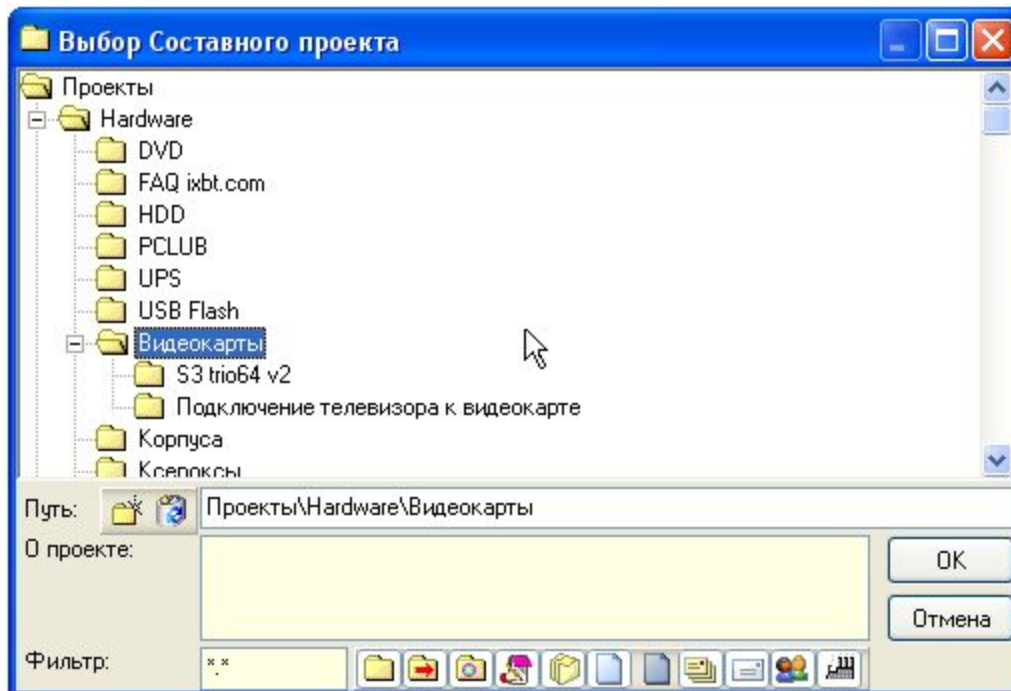 Выбор Составного проекта
Проекты
Hardware
DVD
FAQ ixbt.com
HDD
PCLUB
UPS
USB Flash
Видеокарты
S3 trio64 v2
Подключение телевизора к видеокарте
Корпуса
Ксероксы
Путь: Проекты\Hardware\Видеокарты
О проекте:
OK
Отмена
Фильтр: *.*